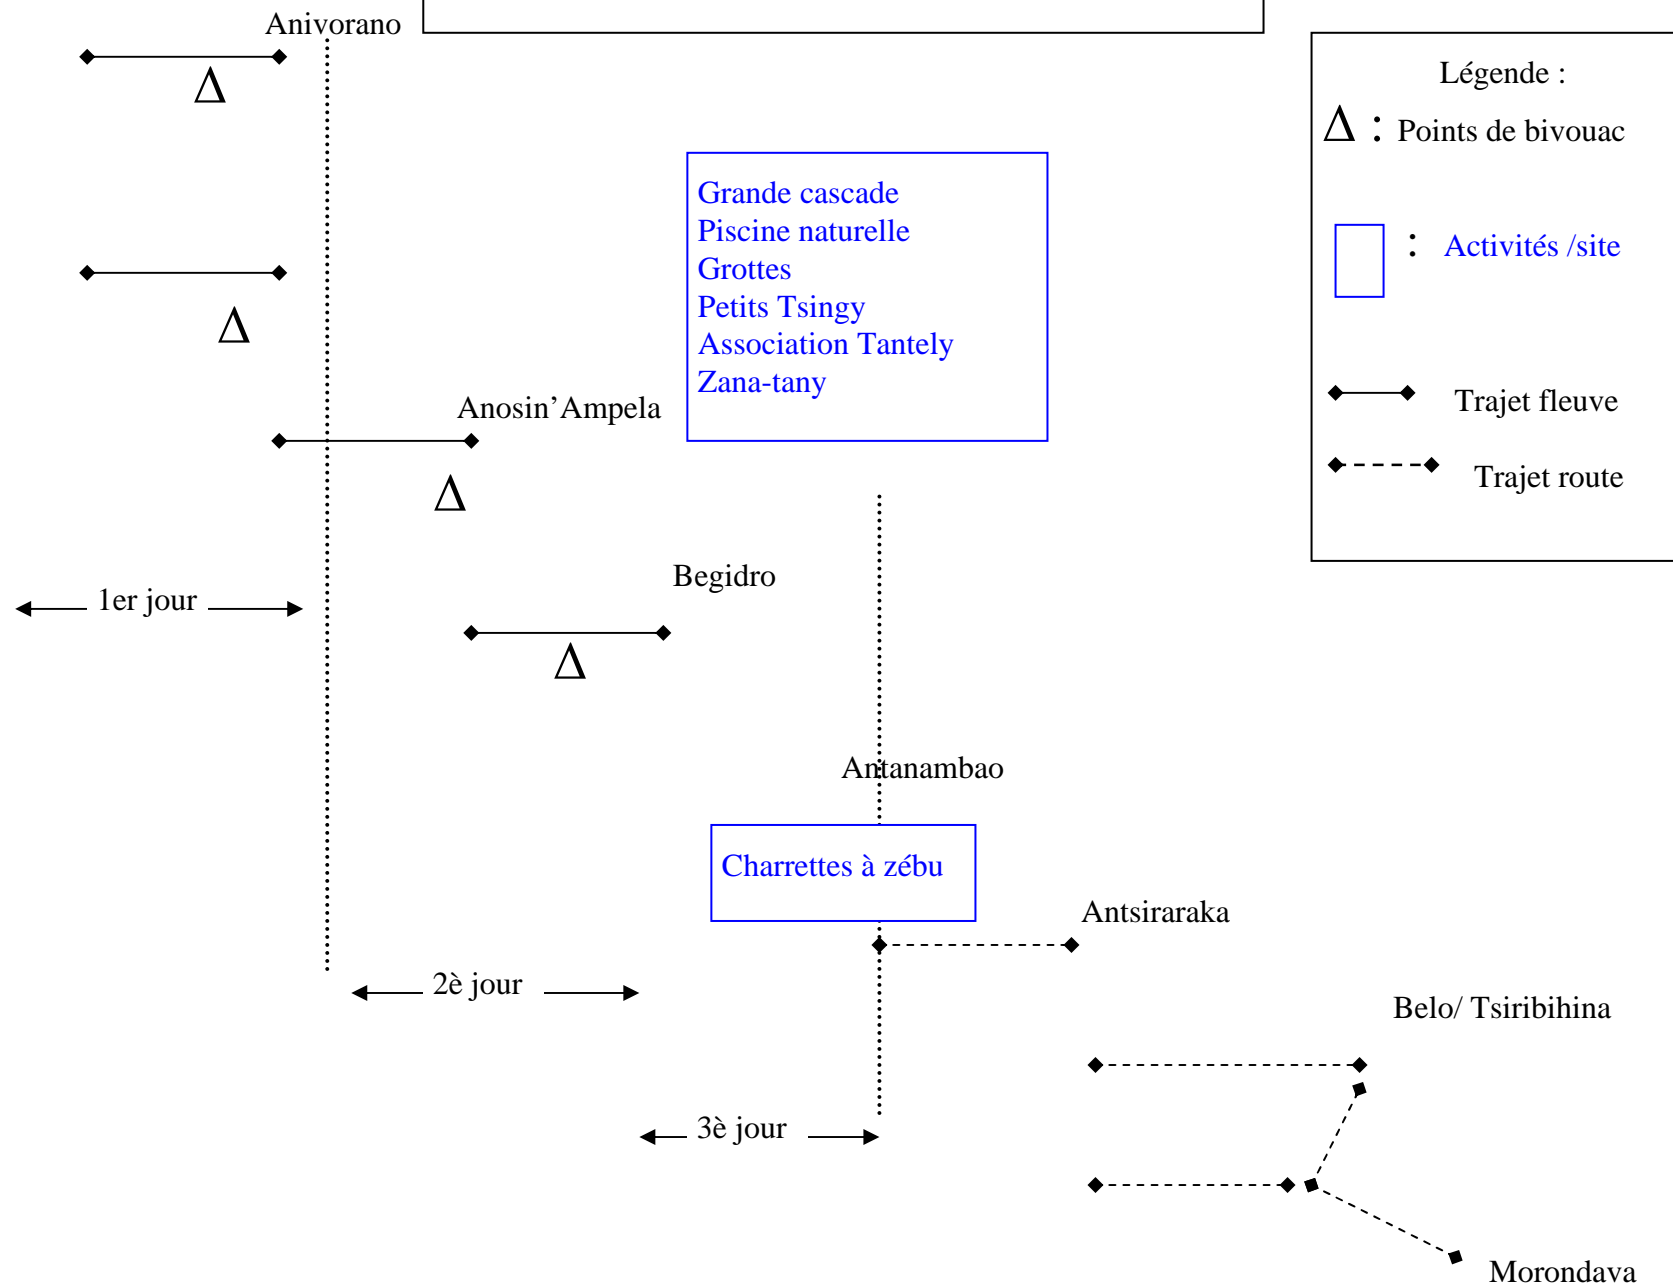 Anivorano
Δ
Légende :
Δ : Points de bivouac
Grande cascade
Piscine naturelle
Grottes
Petits Tsingy
Association Tantely
Zana-tany
: Activités /site
Δ
Trajet fleuve
Anosin’Ampela
Trajet route
Δ
Begidro
1er jour
Δ
Antanambao
Charrettes à zébu
Antsiraraka
2è jour
Belo/ Tsiribihina
3è jour
Morondava